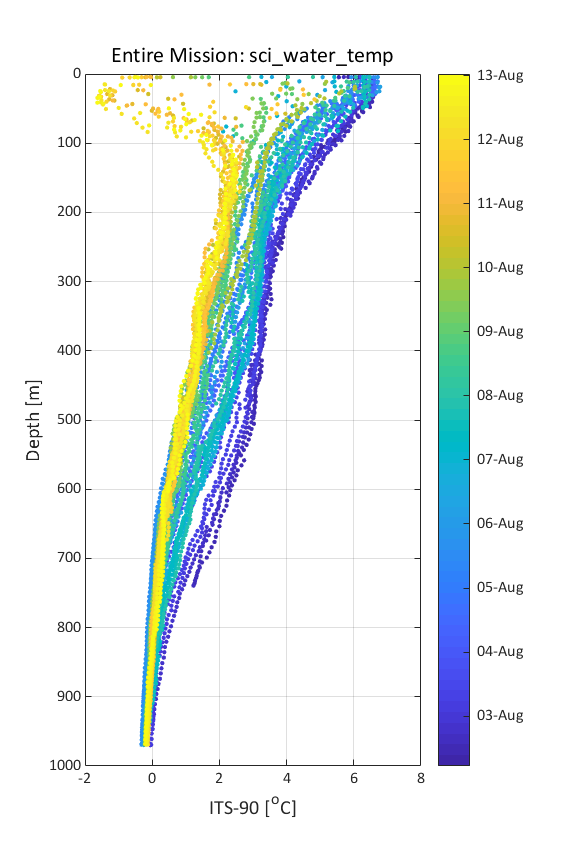 Entire Mission: sci_water_temp
0
100
200
300
400
500
600
700
800
900
1000
Depth [m]
-2 0 2 4 6 8
ITS-90 [°C]
13-Aug
12-Aug
11-Aug
10-Aug
09-Aug
08-Aug
07-Aug
06-Aug
05-Aug
04-Aug
03-Aug